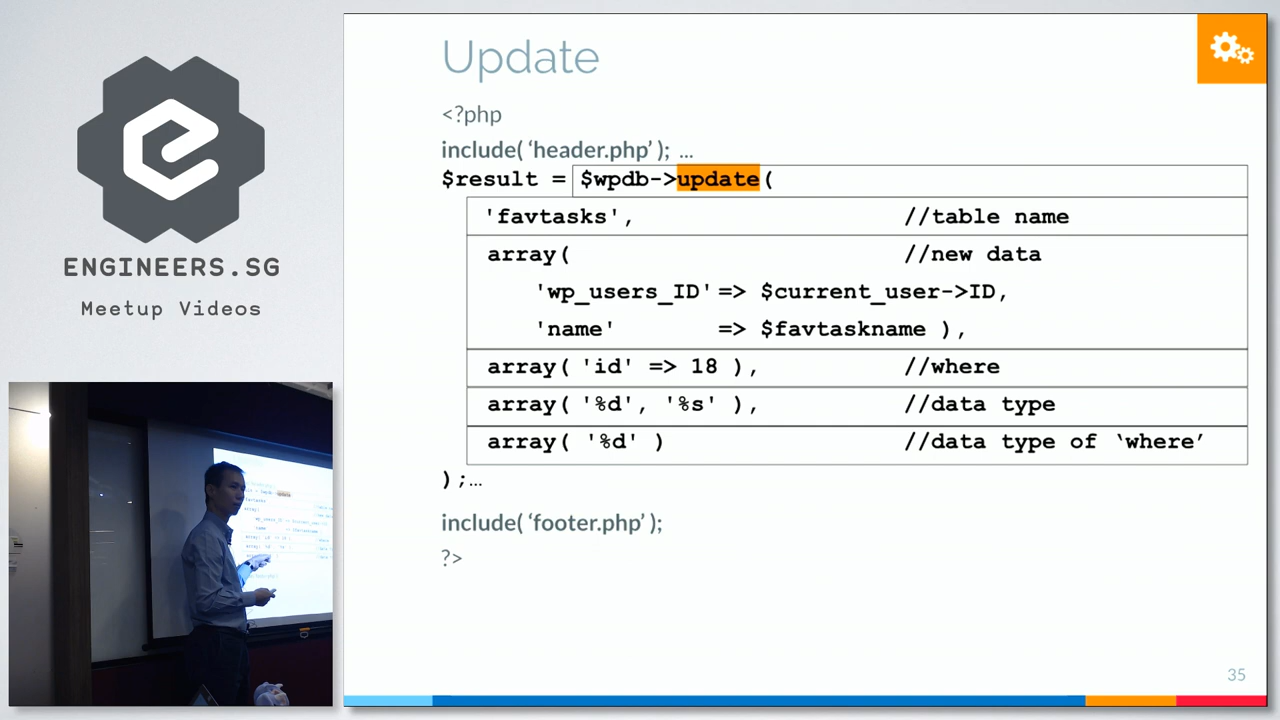 ENGINEERS.SG
Meetup Videos
Update
<?php
include( ‘header.php’ ); ...
$result = $wpdb->update(
'favtasks', //table name
array( //new data
'wp_users_ID' => $current_user->ID,
'name' => $favtaskname ),
array( 'id' => 18 ), //where
array( '%d', '%s' ), //data type
array( '%d' ) //data type of ‘where’
);...
include( ‘footer.php’ );
?>
35